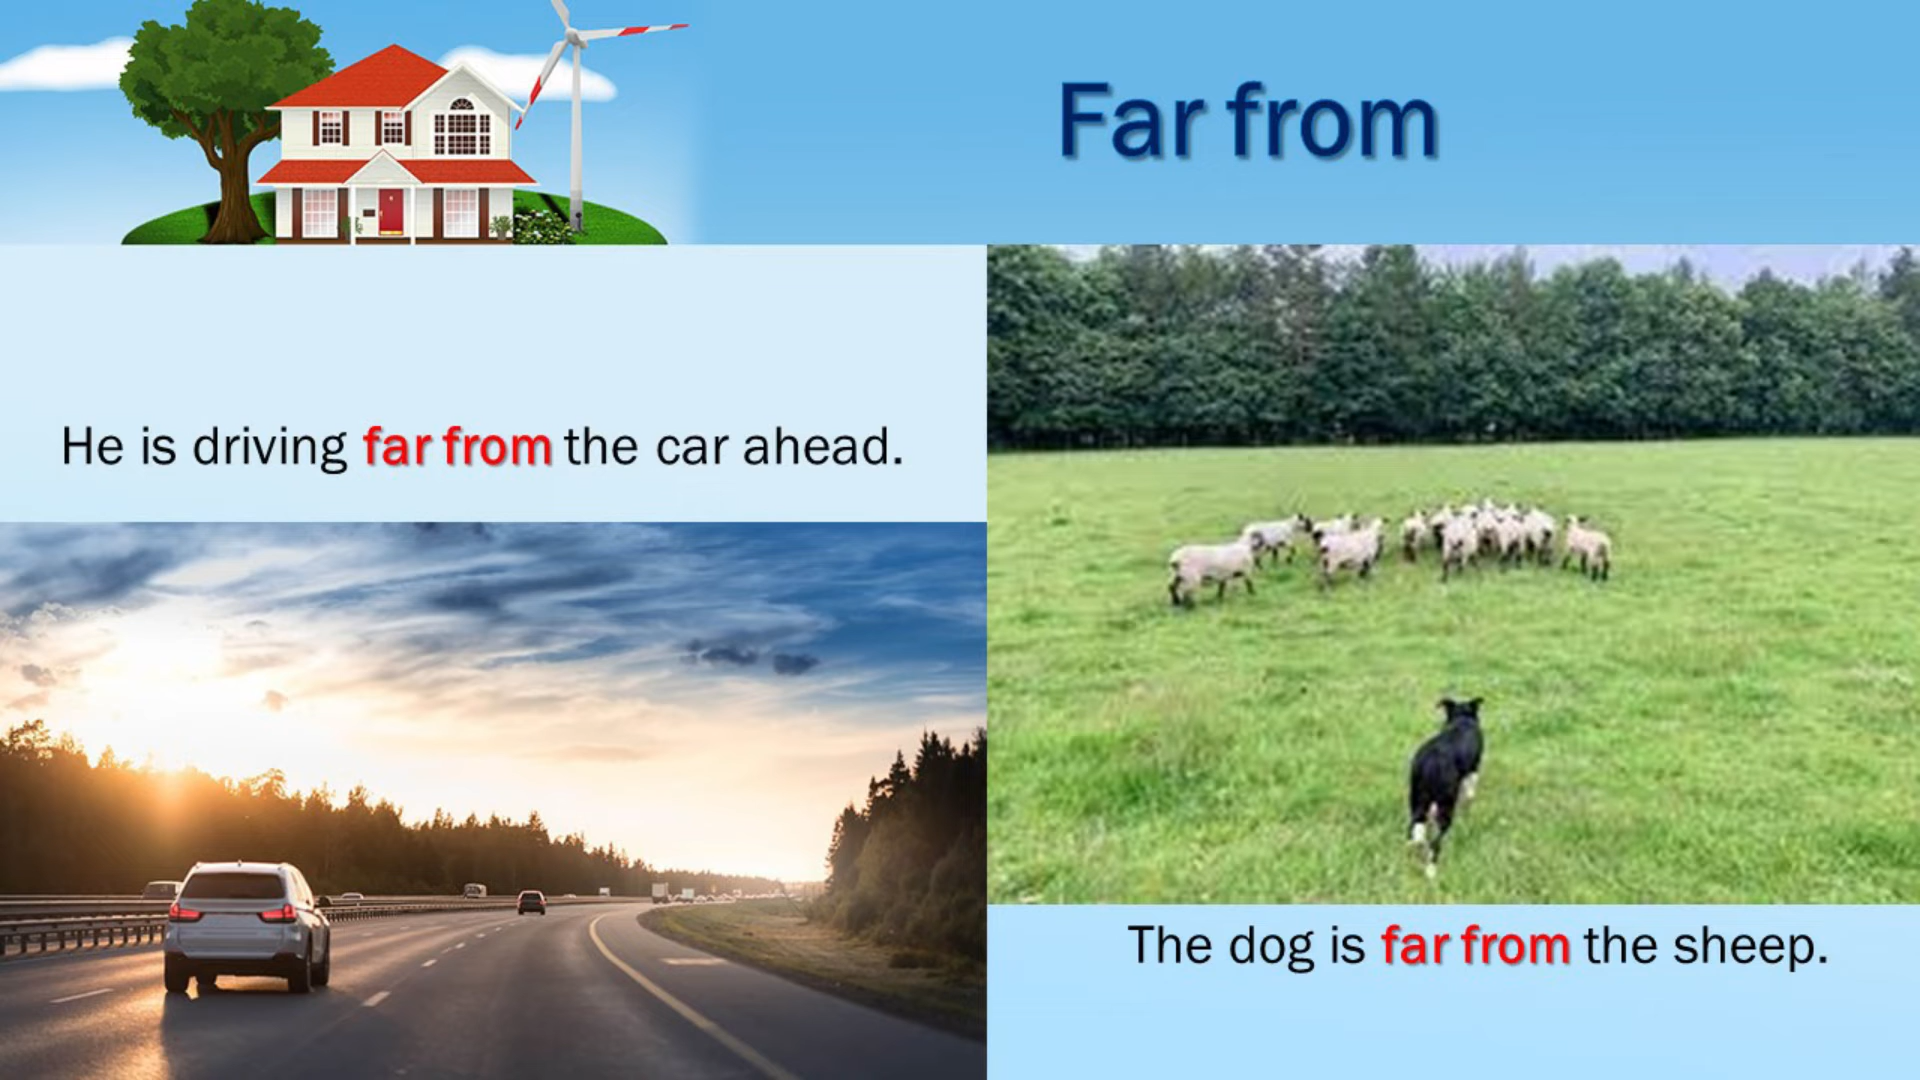 Far from
He is driving far from the car ahead.
The dog is far from the sheep.